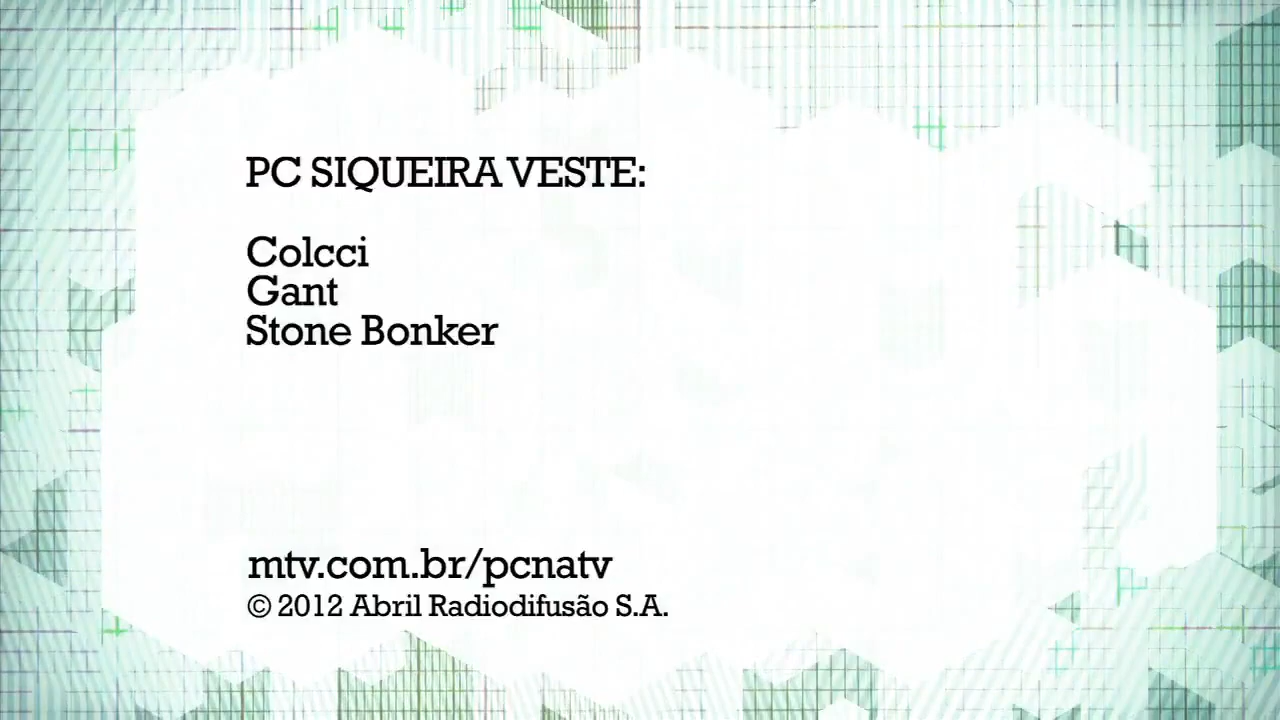 PC SIQUEIRA VESTE:
Colcci
Gant
Stone Bonker
mtv.com.br/pcnatv
© 2012 Abril Radiodifusão S.A.